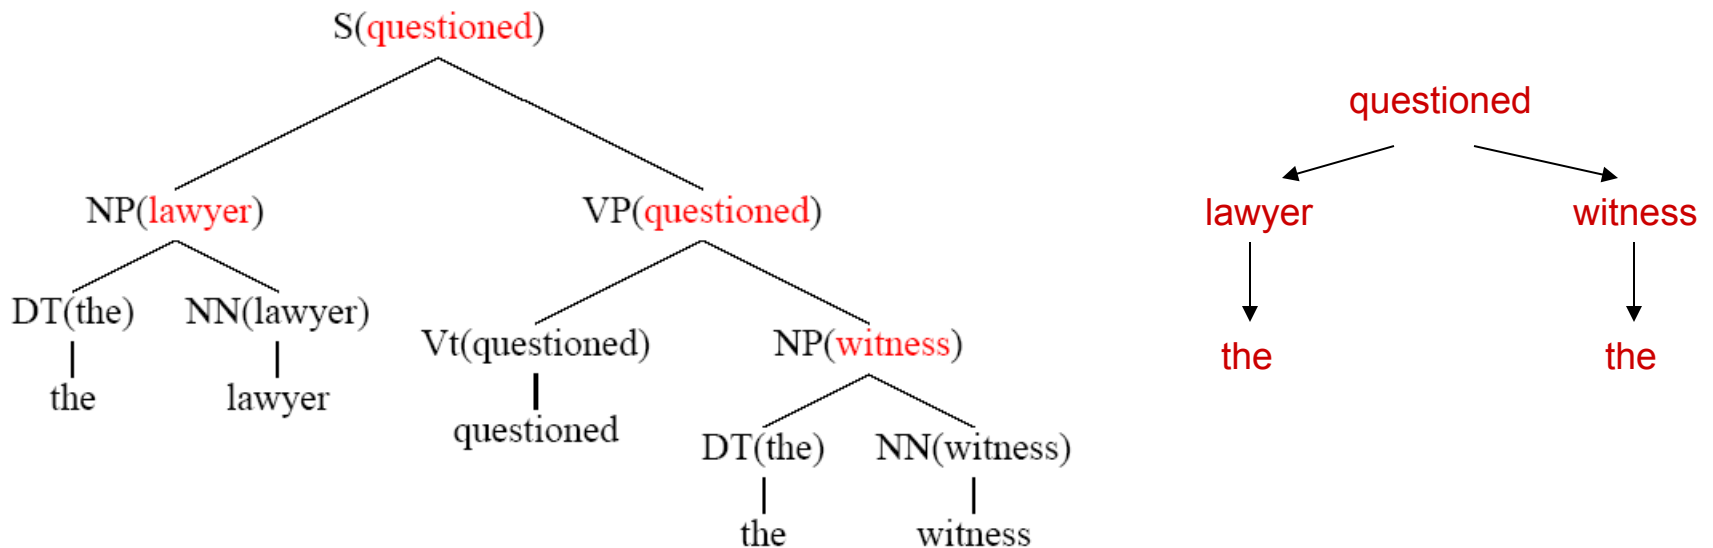 S(questioned)
NP(lawyer) VP(questioned)
DT(the) NN(lawyer) Vt(questioned) NP(witness)
the lawyer questioned
DT(the) NN(witness)
the witness
questioned
lawyer witness
the the